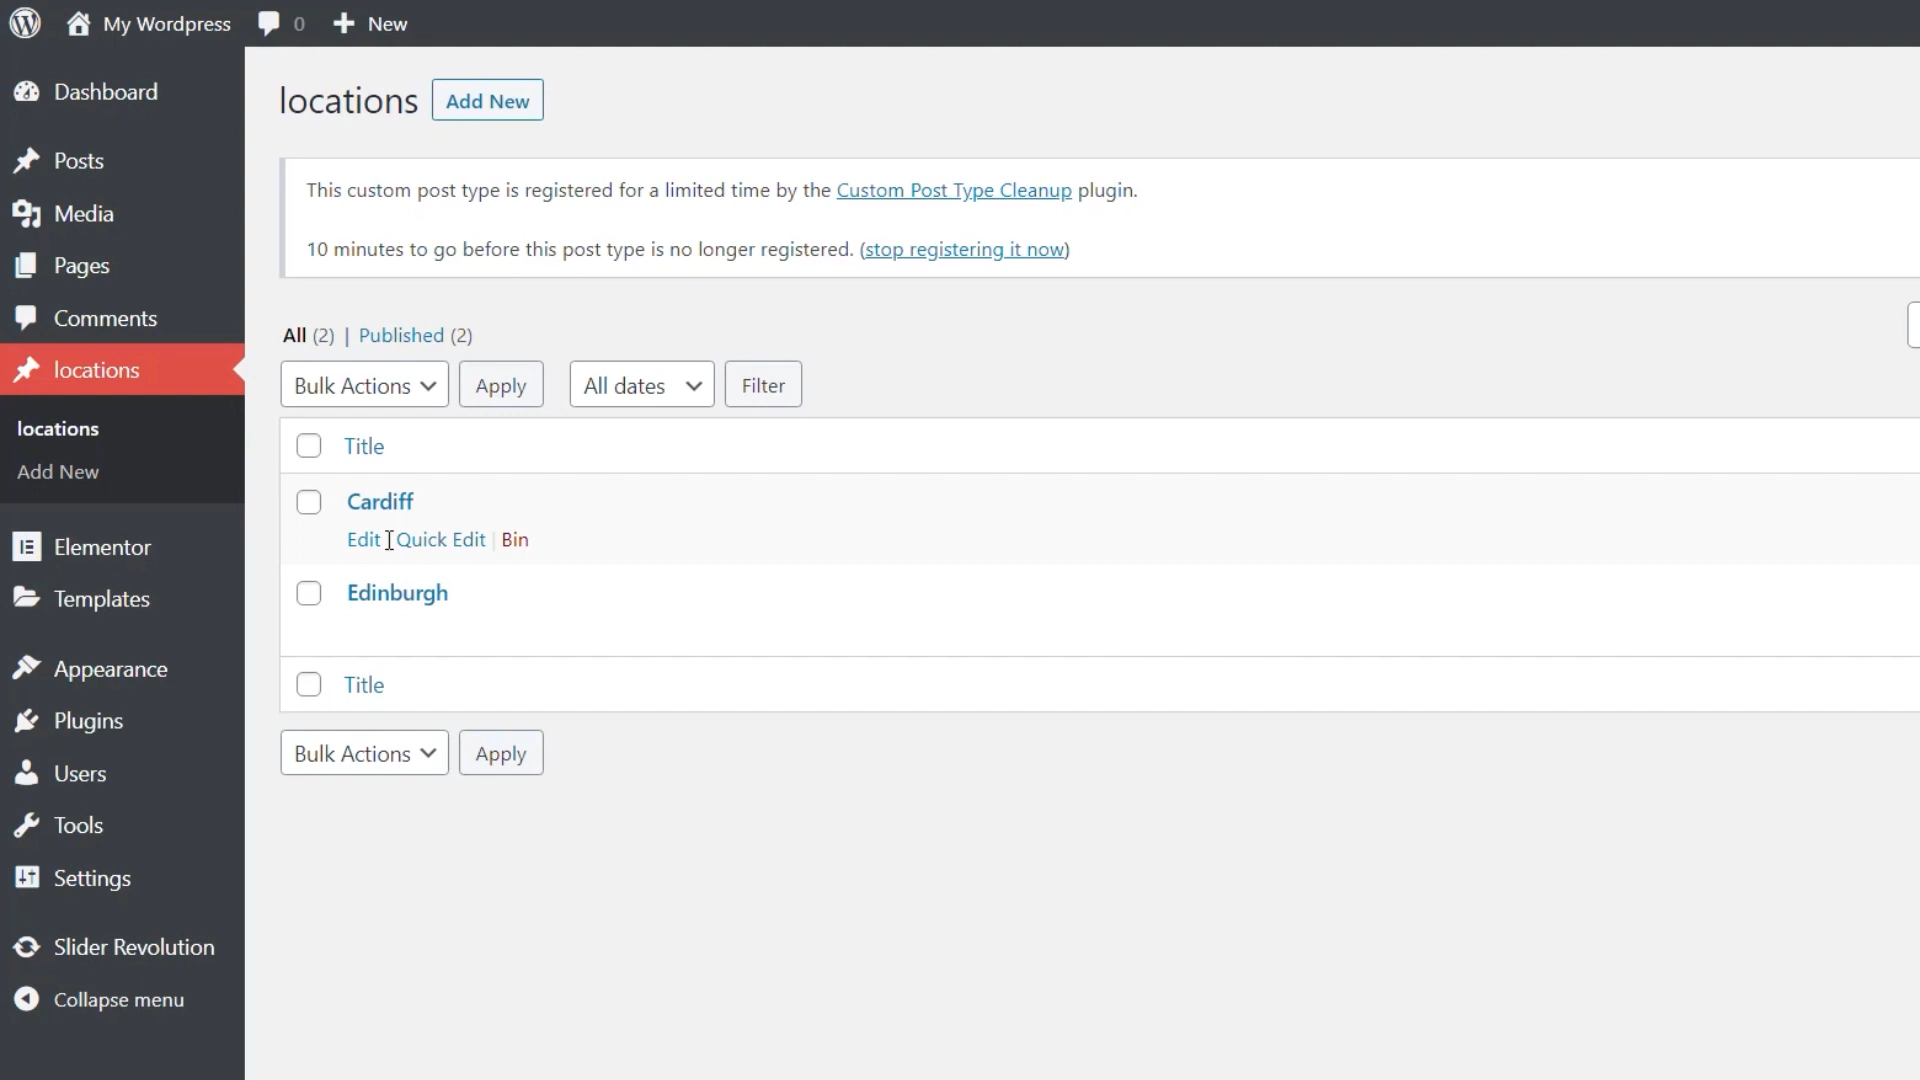 My Wordpress 0 New
Dashboard
Posts
Media
Pages
Comments
locations
locations
Add New
Elementor
Templates
Appearance
Plugins
Users
Tools
Settings
Slider Revolution
Collapse menu
locations Add New
This custom post type is registered for a limited time by the Custom Post Type Cleanup plugin.
10 minutes to go before this post type is no longer registered. (stop registering it now)
All (2) | Published (2)
Bulk Actions Apply All dates Filter
Title
Cardiff
Edit | Quick Edit | Bin
Edinburgh
Title
Bulk Actions Apply